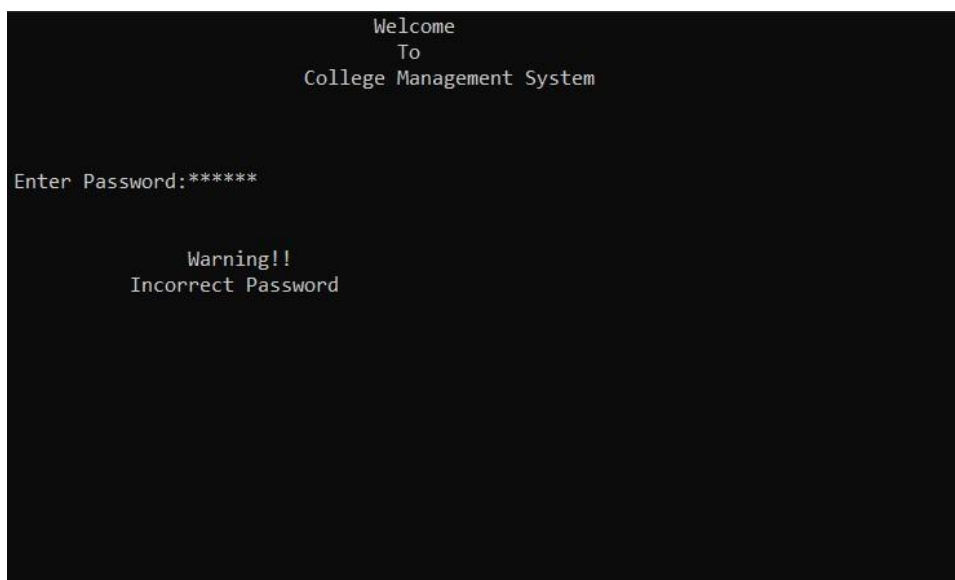 Welcome
To
College Management System
Enter Password:******
Warning!!
Incorrect Password